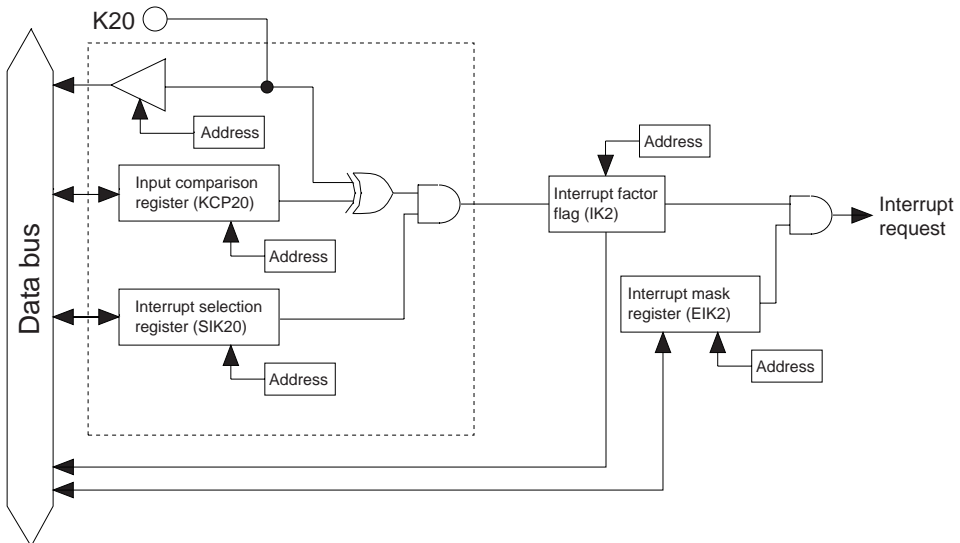 K20
Address
Input comparison
register (KCP20)
Address
Interrupt selection
register (SIK20)
Address
Data bus
Address
Interrupt factor
flag (IK2)
Interrupt
request
Interrupt mask
register (EIK2)
Address